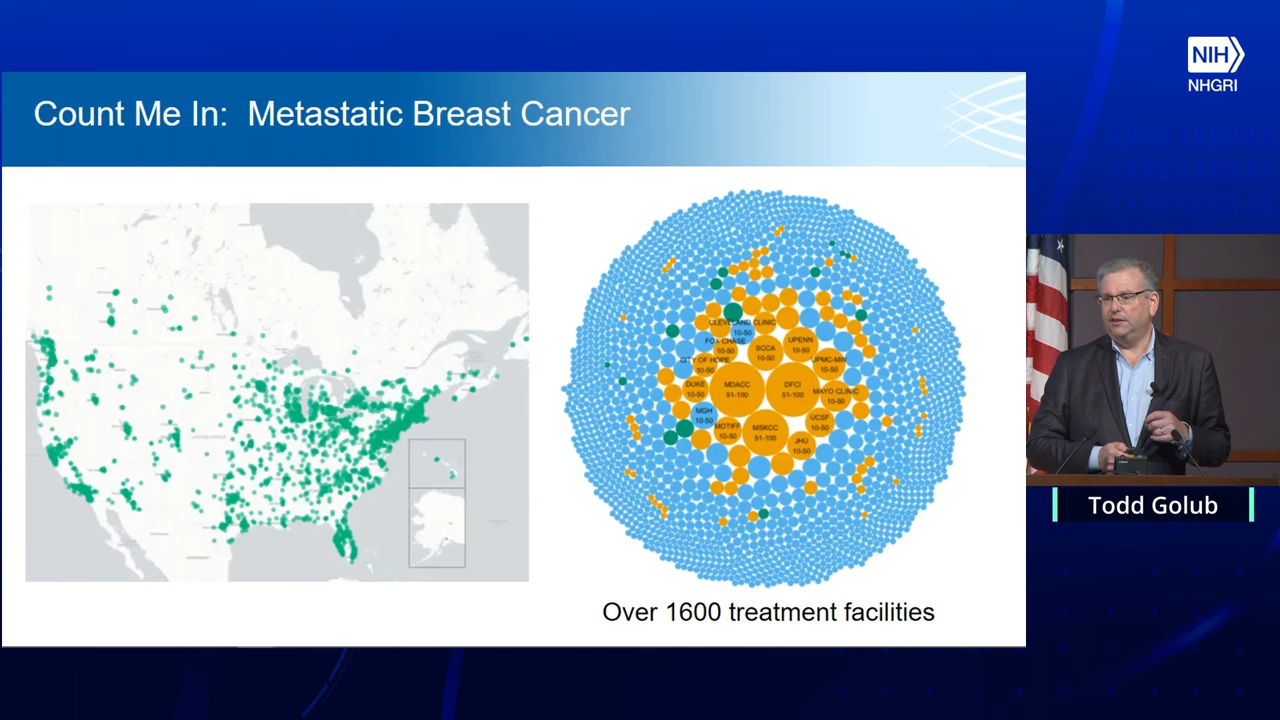 NIH
NHGRI
Count Me In: Metastatic Breast Cancer
CLEVELAND CLINIC
10-50
FOX CHASE
10-50
SCCA
10-50
UPENN
10-50
CITY OF HOPE
10-50
UPMC-MW
10-50
DUKE
10-50
MDACC
51-100
DFCI
51-100
MAYO CLINIC
10-50
MGH
10-50
UCSF
10-50
MOTIFF
10-50
MSKCC
51-100
JHU
10-50
Over 1600 treatment facilities
Todd Golub